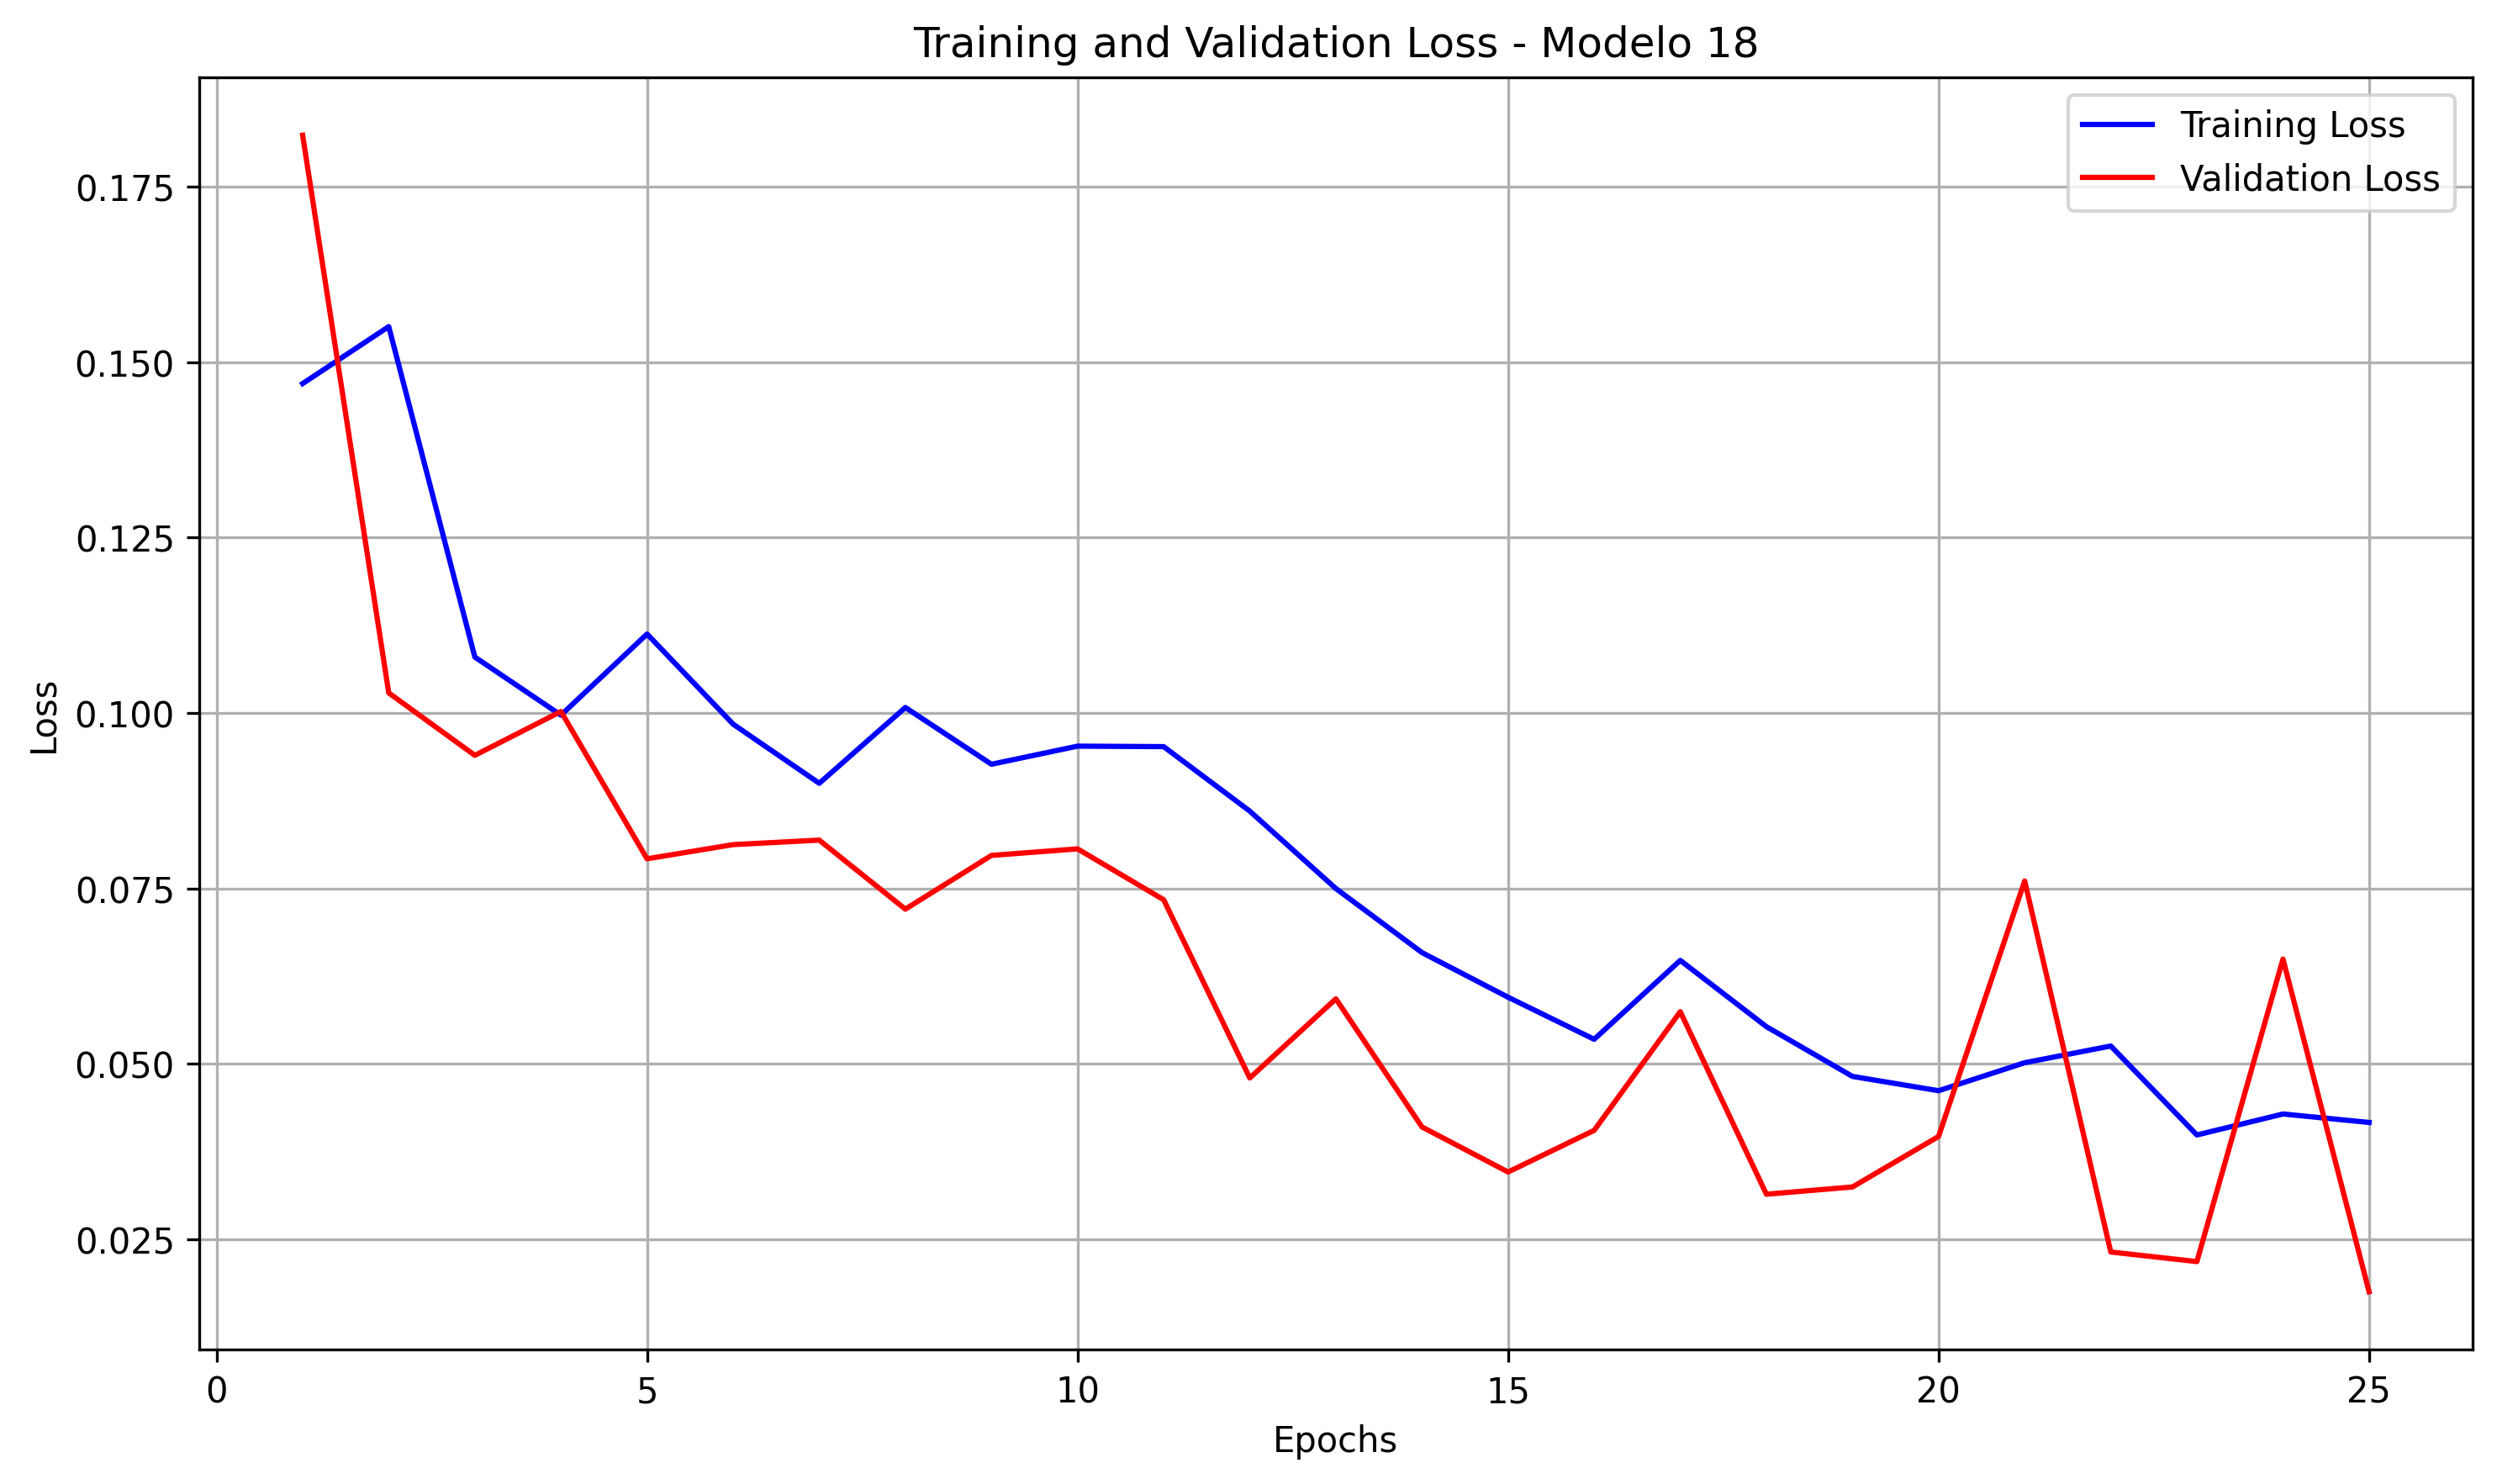 Training and Validation Loss - Modelo 18
Training Loss
Validation Loss
0.175
0.150
0.125
0.100
0.075
0.050
0.025
Loss
0 5 10 15 20 25
Epochs